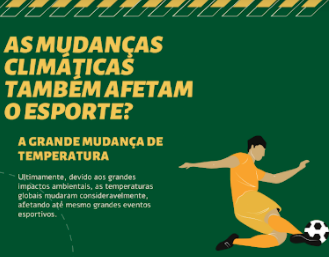 AS MUDANÇAS
CLIMÁTICAS
TAMBÉM AFETAM
O ESPORTE?
A GRANDE MUDANÇA DE
TEMPERATURA
Ultimamente, devido aos grandes
impactos ambientais, as temperaturas
globais mudaram consideravelmente,
afetando até mesmo grandes eventos
esportivos.